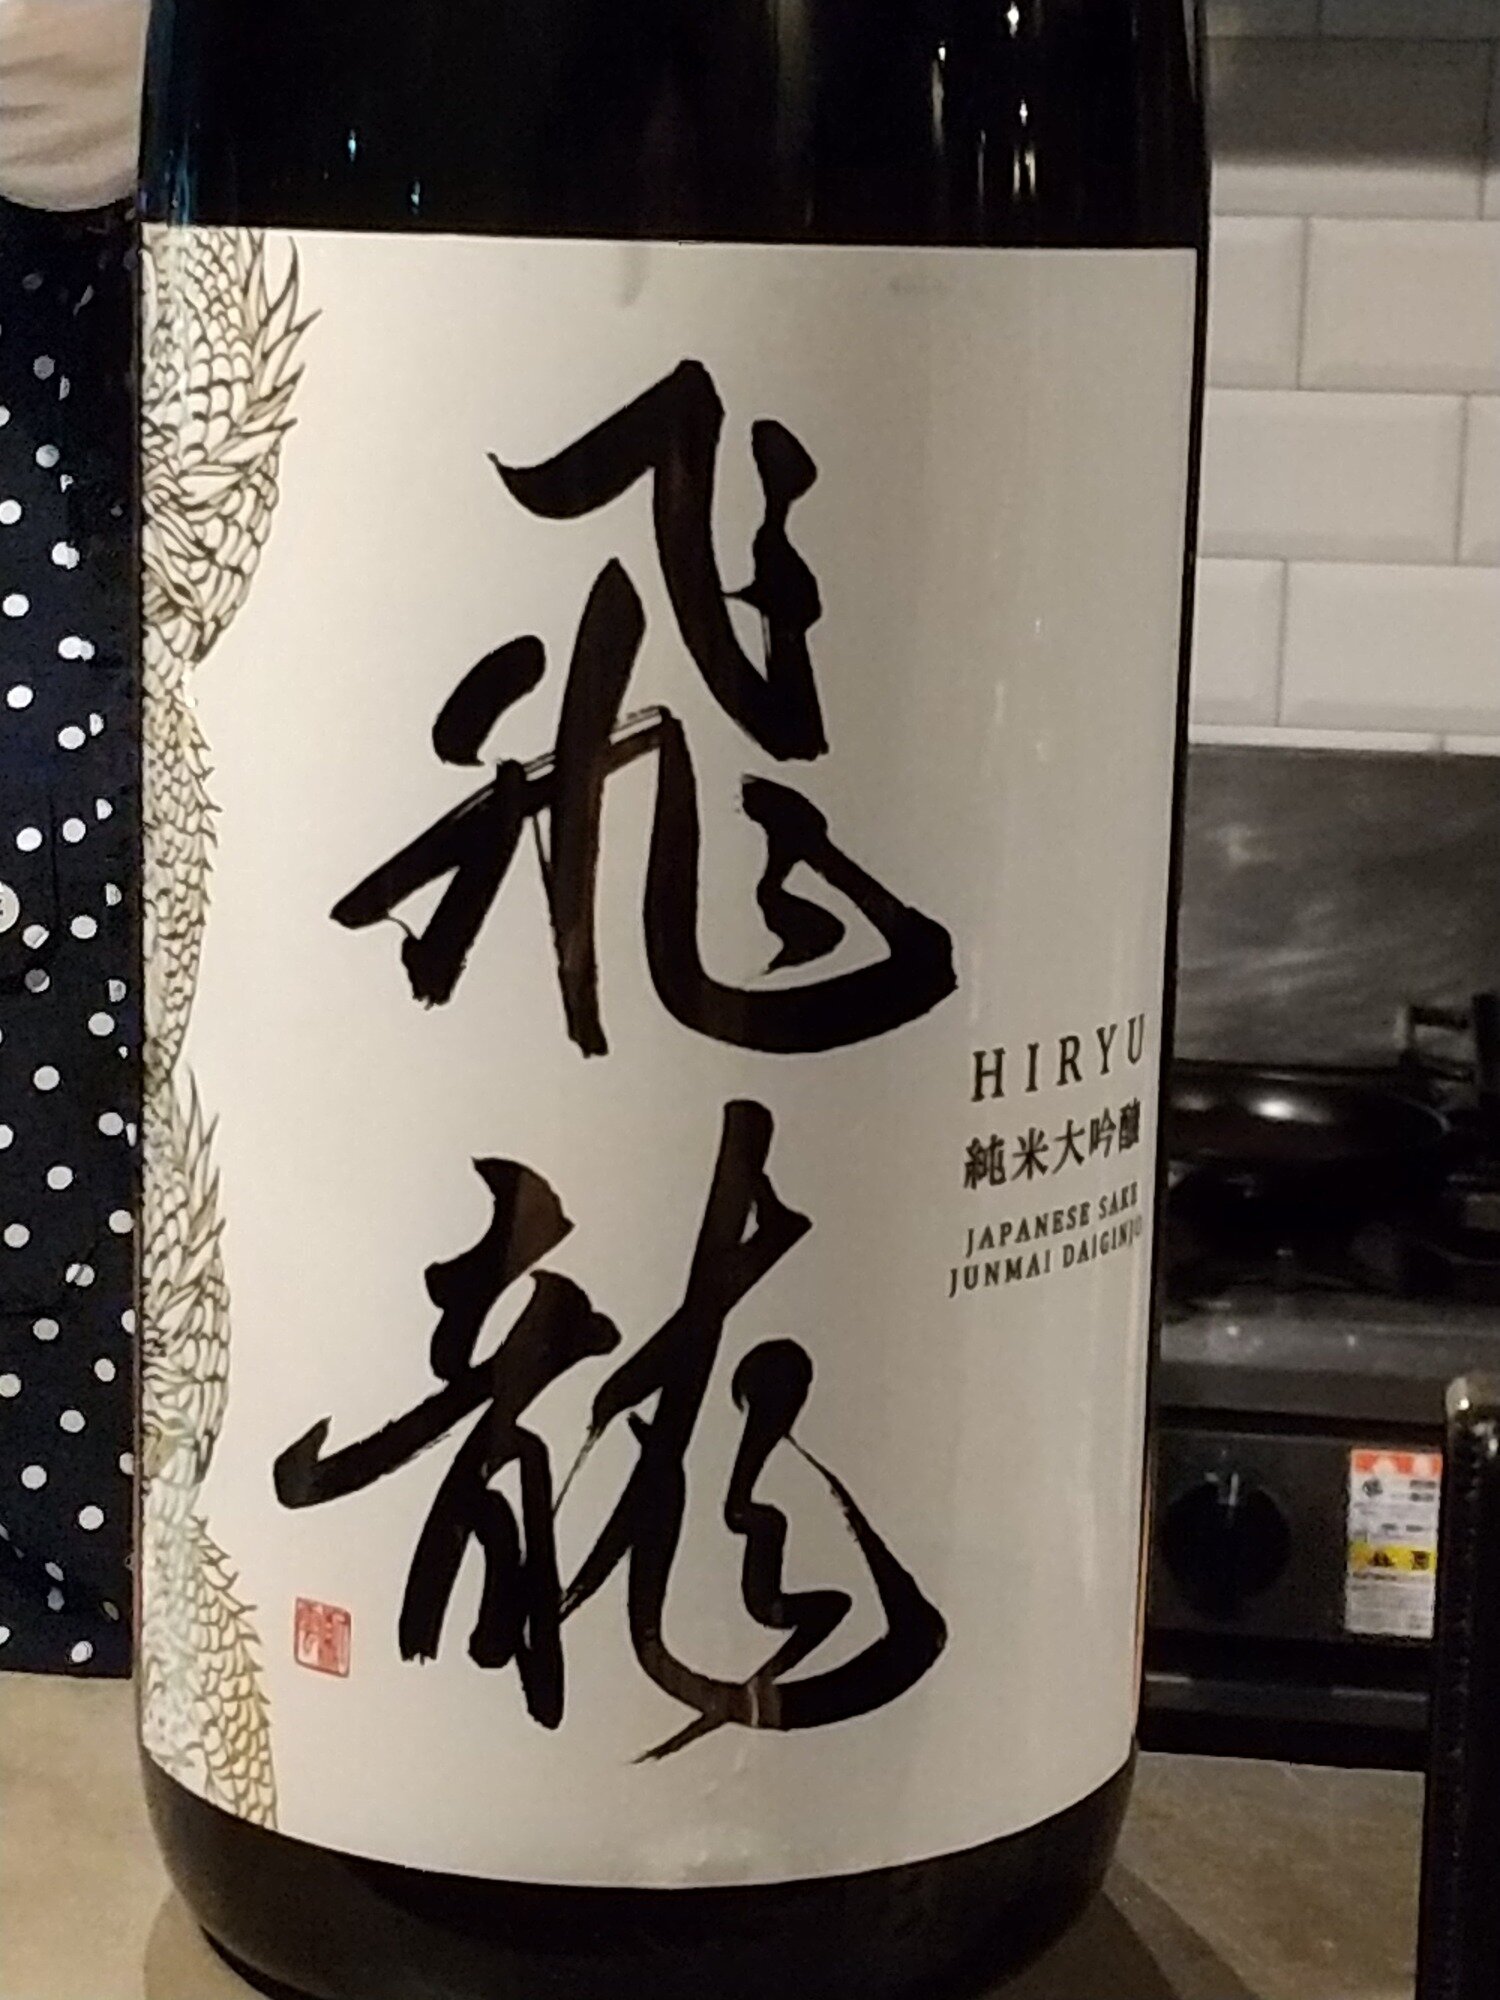 飛龍
HIRYU
純米大吟醸
JAPANESE SAKE
JUNMAI DAIGINJO